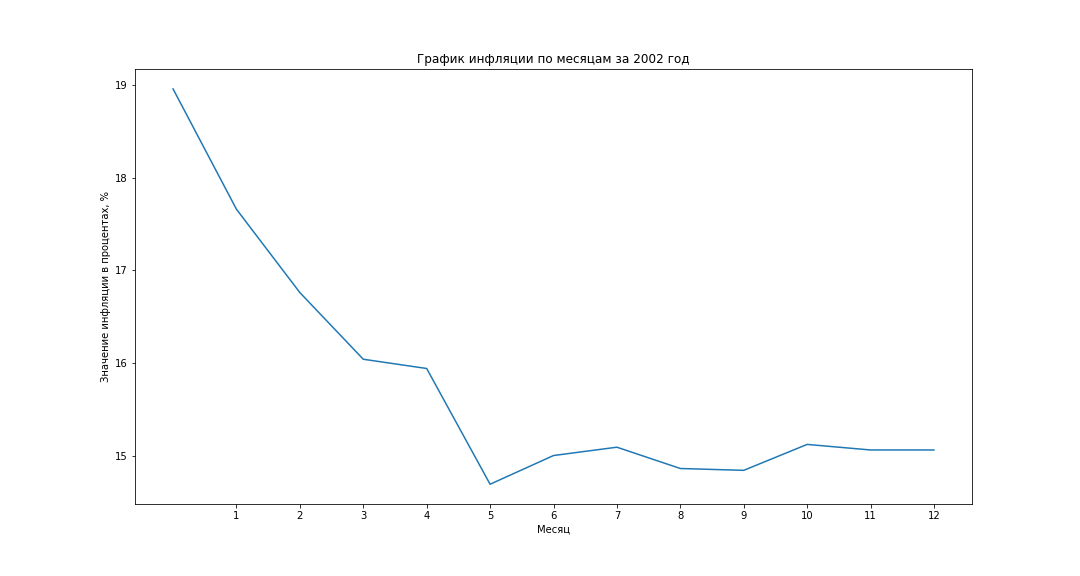 График инфляции по месяцам за 2002 год
Значение инфляции в процентах, %
19
18
17
16
15
1 2 3 4 5 6 7 8 9 10 11 12
Месяц